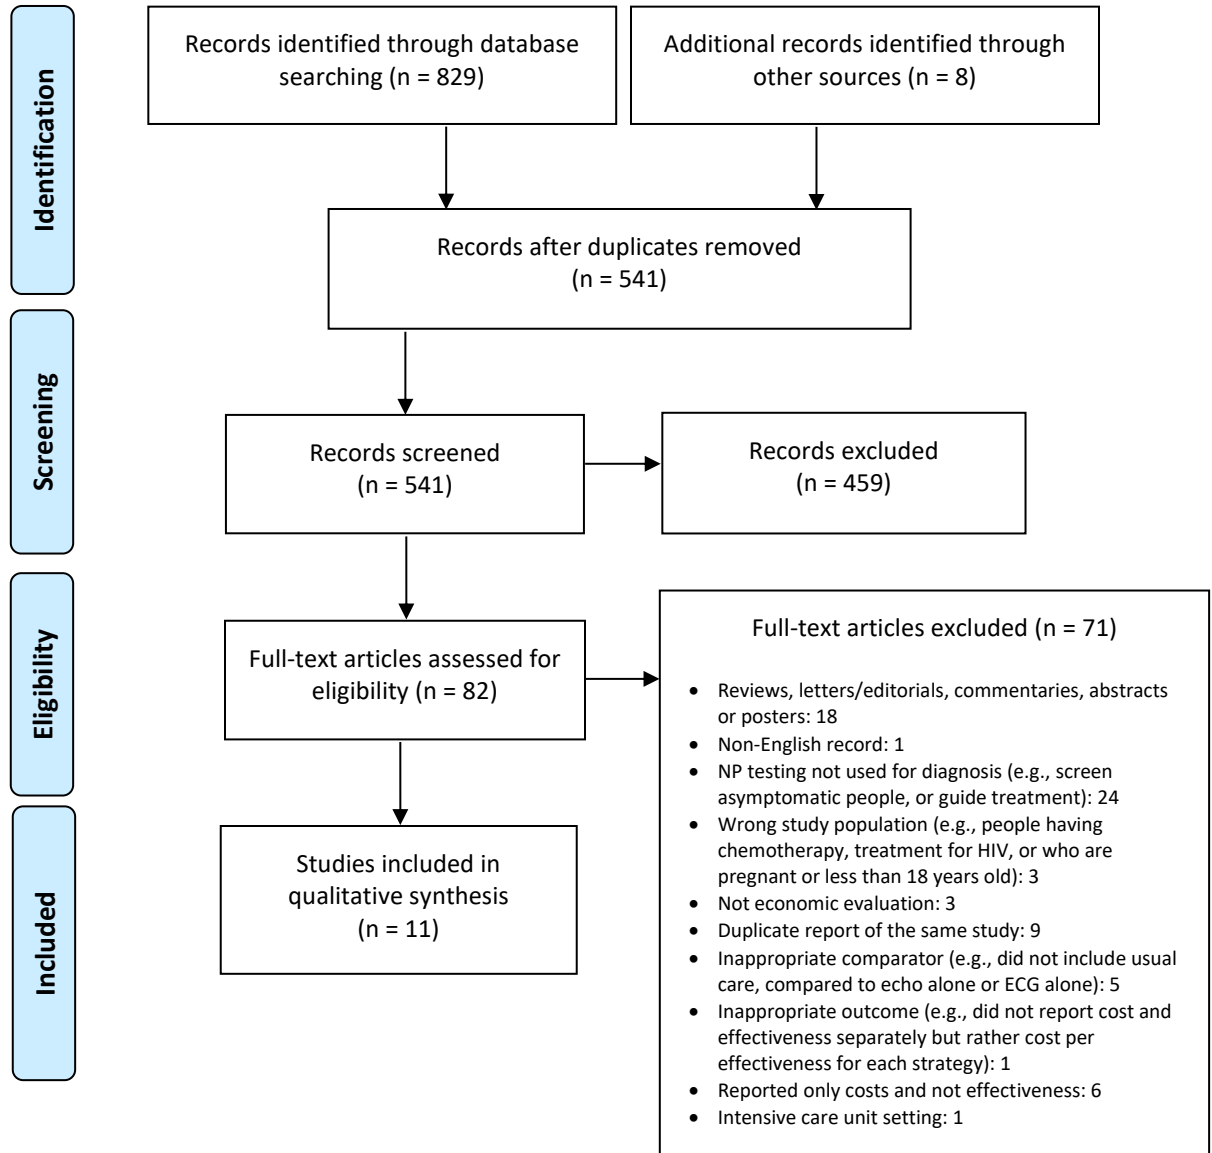 Identification
Records identified through database
searching (n = 829)
Additional records identified through
other sources (n = 8)
Records after duplicates removed
(n = 541)
Screening
Records screened
(n = 541)
Records excluded
(n = 459)
Eligibility
Full-text articles assessed for
eligibility (n = 82)
Full-text articles excluded (n = 71)
• Reviews, letters/editorials, commentaries, abstracts
or posters: 18
• Non-English record: 1
• NP testing not used for diagnosis (e.g., screen
asymptomatic people, or guide treatment): 24
• Wrong study population (e.g., people having
chemotherapy, treatment for HIV, or who are
pregnant or less than 18 years old): 3
• Not economic evaluation: 3
• Duplicate report of the same study: 9
• Inappropriate comparator (e.g., did not include usual
care, compared to echo alone or ECG alone): 5
• Inappropriate outcome (e.g., did not report cost and
effectiveness separately but rather cost per
effectiveness for each strategy): 1
• Reported only costs and not effectiveness: 6
• Intensive care unit setting: 1
Included
Studies included in
qualitative synthesis
(n = 11)